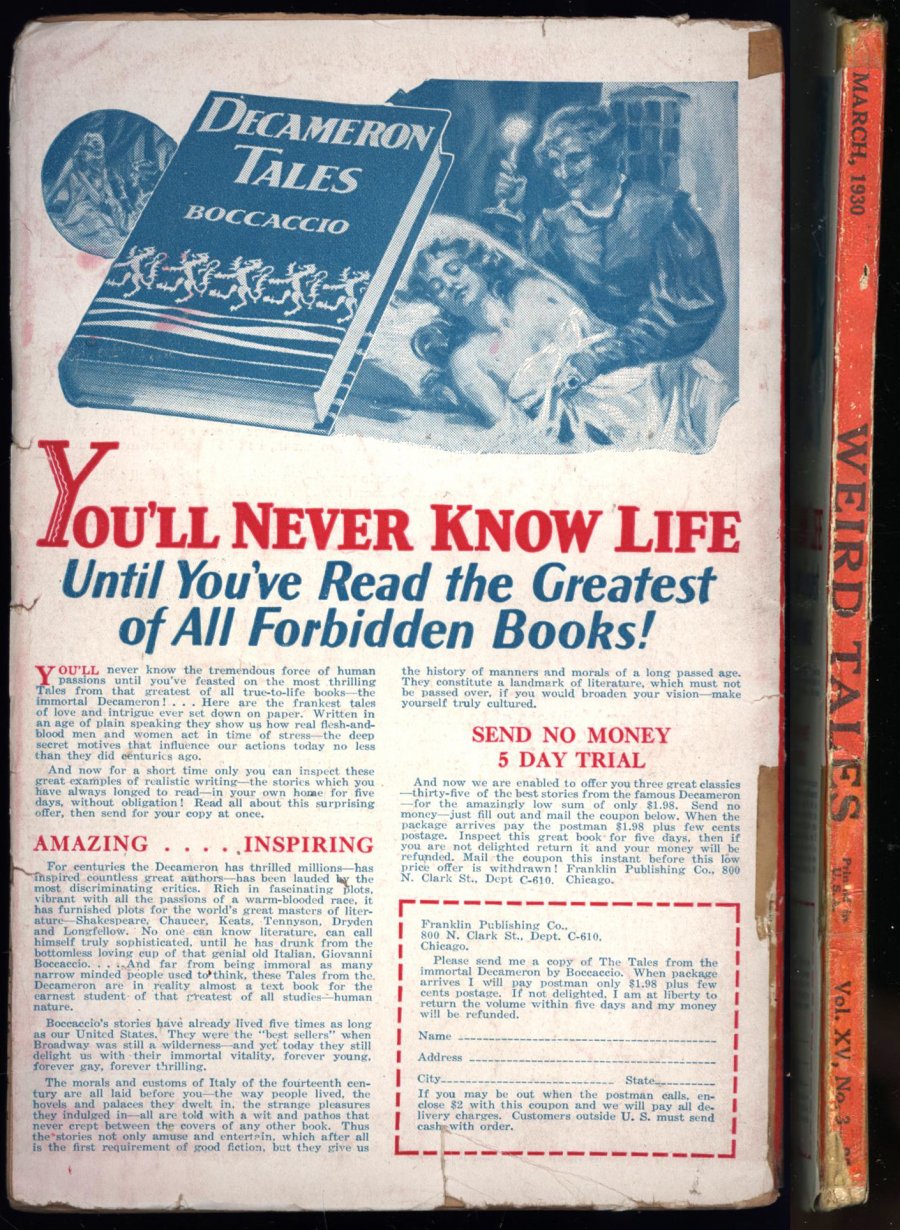 DECAMERON
TALES
BOCCACCIO
YOU'LL NEVER KNOW LIFE
Until You've Read the Greatest
of All Forbidden Books!
YOU'LL never know the tremendous force of human
passions until you've feasted on the most thrilling
Tales from that greatest of all true-to-life books—the
immortal Decameron! . . . Here are the frankest tales
of love and intrigue ever set down on paper. Written in
an age of plain speaking they show us how real flesh-and-
blood men and women act in time of stress—the deep
secret motives that influence our actions today no less
than they did centuries ago.
And now for a short time only you can inspect these
great examples of realistic writing—the stories which you
have always longed to read—in your own home for five
days, without obligation! Read all about this surprising
offer, then send for your copy at once.
AMAZING . . . . . INSPIRING
For centuries the Decameron has thrilled millions—has
inspired countless great authors—has been lauded by the
most discriminating critics. Rich in fascinating plots,
vibrant with all the passions of a warm-blooded race, it
has furnished plots for the world's great masters of liter-
ature—Shakespeare, Chaucer, Keats, Tennyson, Dryden
and Longfellow. No one can know literature, can call
himself truly sophisticated, until he has drunk from the
bottomless loving cup of that genial old Italian, Giovanni
Boccaccio. . . . And far from being immoral as many
narrow minded people used to think, these Tales from the
Decameron are in reality almost a text book for the
earnest student of that greatest of all studies—human
nature.
Boccaccio's stories have already lived five times as long
as our United States. They were the "best sellers" when
Broadway was still a wilderness—and yet today they still
delight us with their immortal vitality, forever young,
forever gay, forever thrilling.
The morals and customs of Italy of the fourteenth cen-
tury are all laid before you—the way people lived, the
hovels and palaces they dwelt in, the strange pleasures
they indulged in—all are told with a wit and pathos that
never crept between the covers of any other book. Thus
the stories not only amuse and entertain, which after all
is the first requirement of good fiction, but they give us
the history of manners and morals of a long passed age.
They constitute a landmark of literature, which must not
be passed over, if you would broaden your vision—make
yourself truly cultured.
SEND NO MONEY
5 DAY TRIAL
And now we are enabled to offer you three great classics
—thirty-five of the best stories from the famous Decameron
—for the amazingly low sum of only $1.98. Send no
money—just fill out and mail the coupon below. When the
package arrives pay the postman $1.98 plus few cents
postage. Inspect this great book for five days, then if
you are not delighted return it and your money will be
refunded. Mail the coupon this instant before this low
price offer is withdrawn! Franklin Publishing Co., 800
N. Clark St., Dept C-610. Chicago.
Franklin Publishing Co.,
800 N. Clark St., Dept. C-610,
Chicago.
Please send me a copy of The Tales from the
immortal Decameron by Boccaccio. When package
arrives I will pay postman only $1.98 plus few
cents postage. If not delighted, I am at liberty to
return the volume within five days and my money
will be refunded.
Name
Address
City State
If you may be out when the postman calls, en-
close $2 with this coupon and we will pay all de-
livery charges. Customers outside U. S. must send
cash with order.
MARCH, 1930
WEIRD TALES
Printed in
U. S. A.
Vol. XV, No. 3